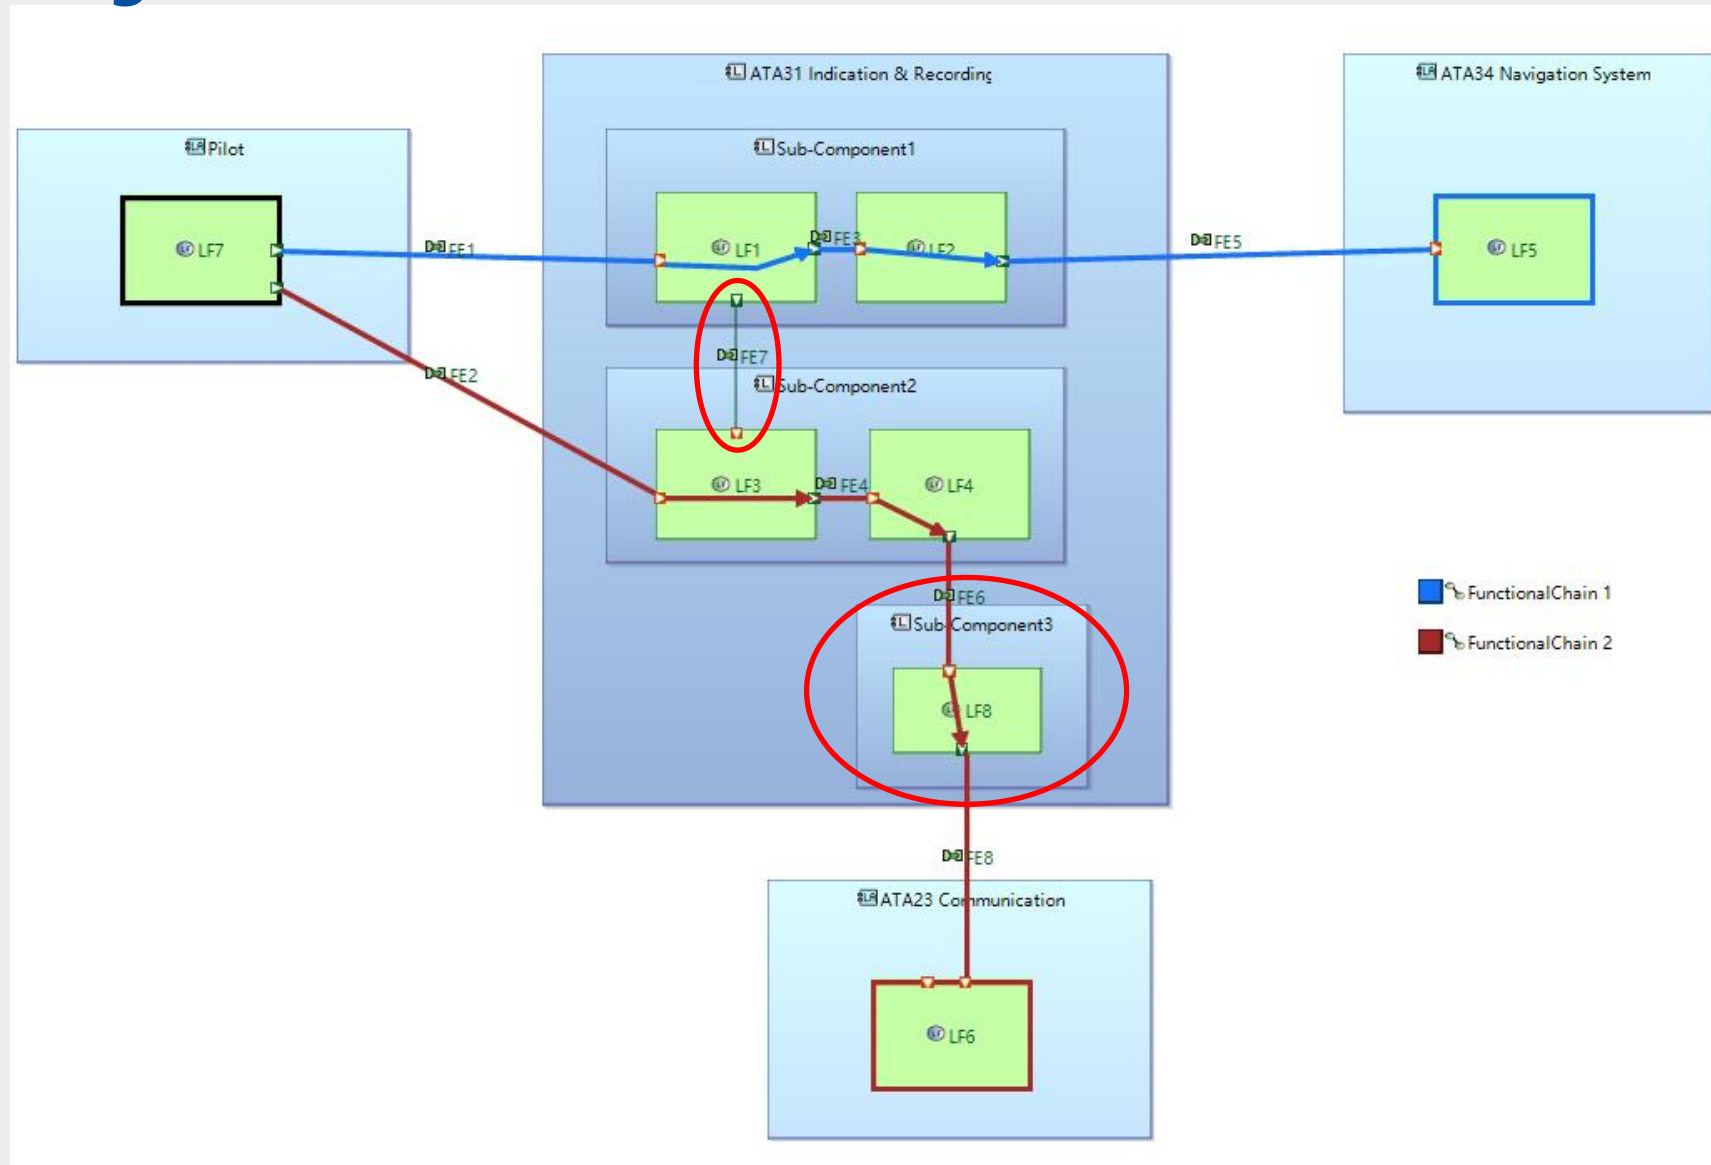 ATA31 Indication & Recording
ATA34 Navigation System
Pilot
Sub-Component1
LF7
FE1
LF1
FE3
LF2
FE5
LF5
FE7
FE2
Sub-Component2
LF3
FE4
LF4
FE6
Sub-Component3
LF8
FunctionalChain 1
FunctionalChain 2
FE8
ATA23 Communication
LF6